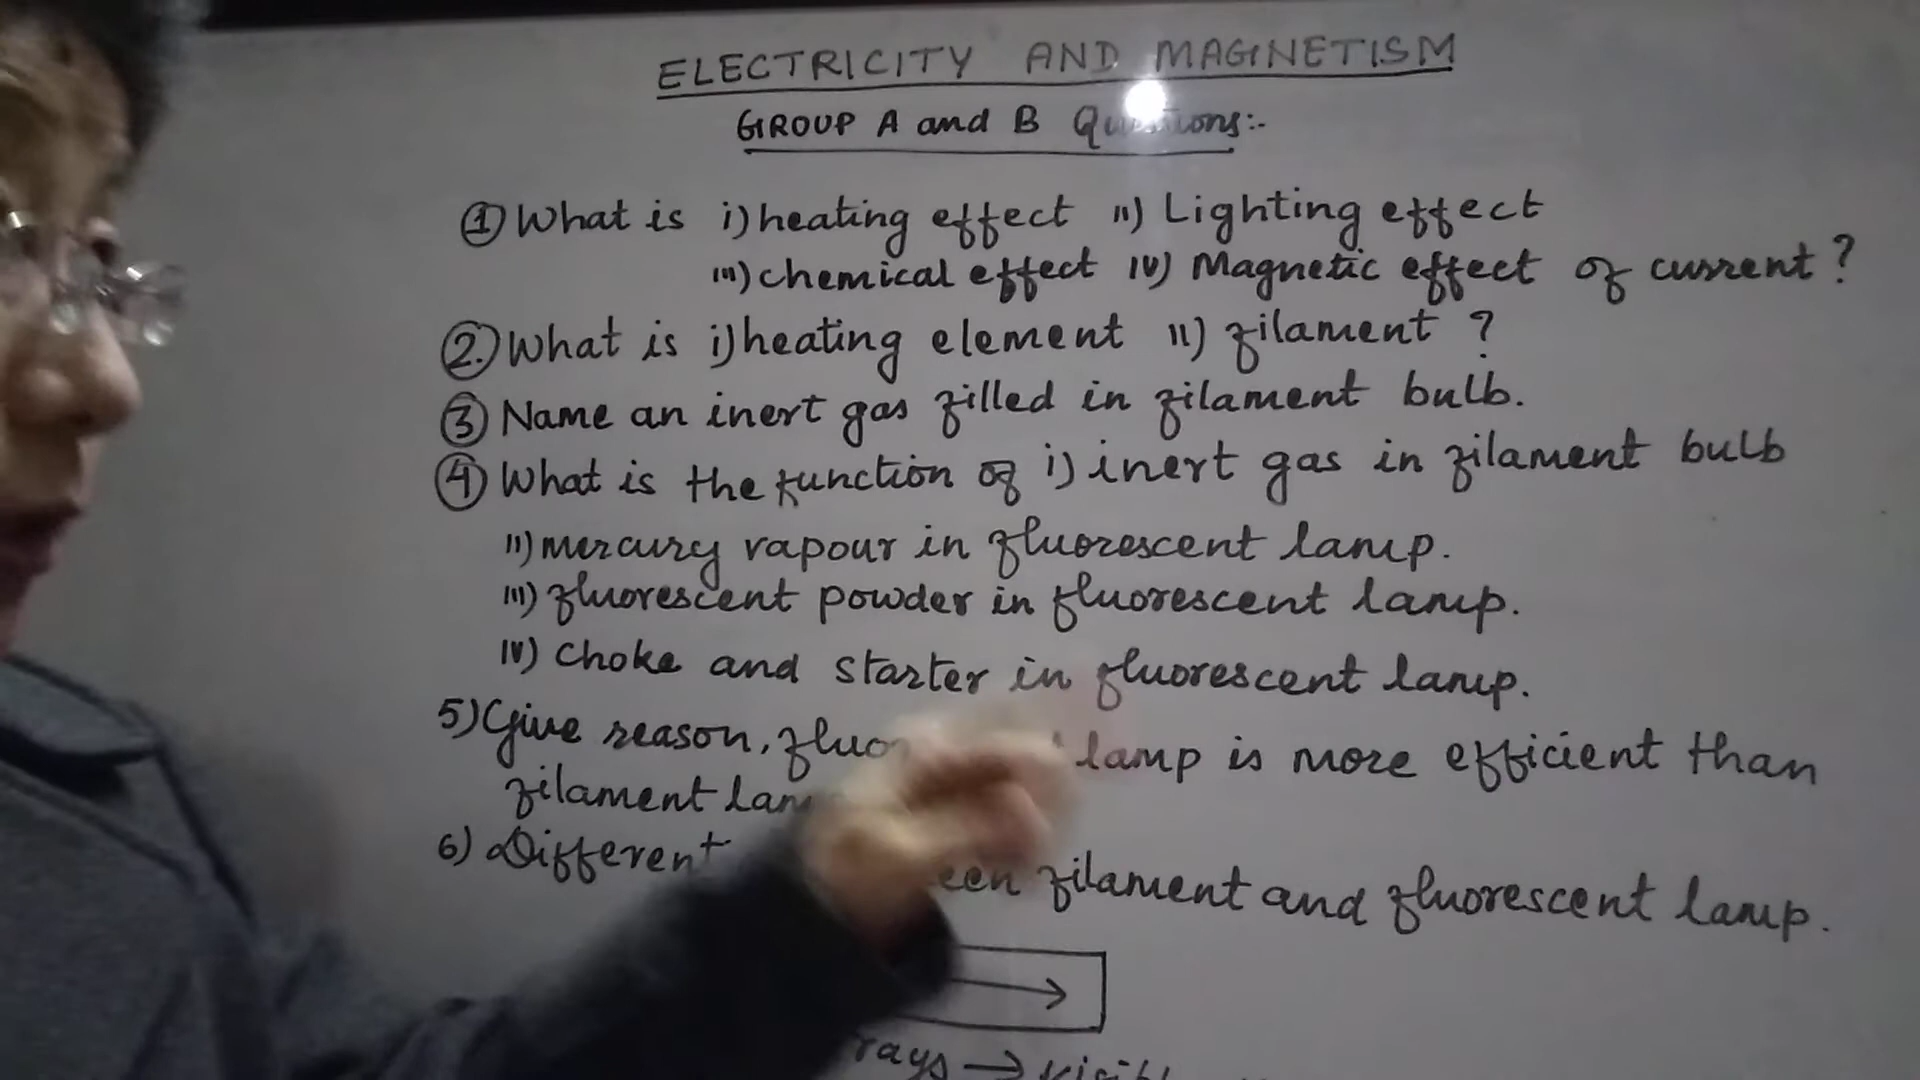 ELECTRICITY AND MAGNETISM
GROUP A and B Questions:-
① What is i) heating effect ii) Lighting effect
iii) chemical effect iv) Magnetic effect of current?
②. What is i) heating element ii) filament ?
③ Name an inert gas filled in filament bulb.
④ What is the function of i) inert gas in filament bulb
ii) mercury vapour in fluorescent lamp.
iii) fluorescent powder in fluorescent lamp.
iv) choke and starter in fluorescent lamp.
5) Give reason, lamp is more efficient than
filament
6) filament and fluorescent lamp.
rays →